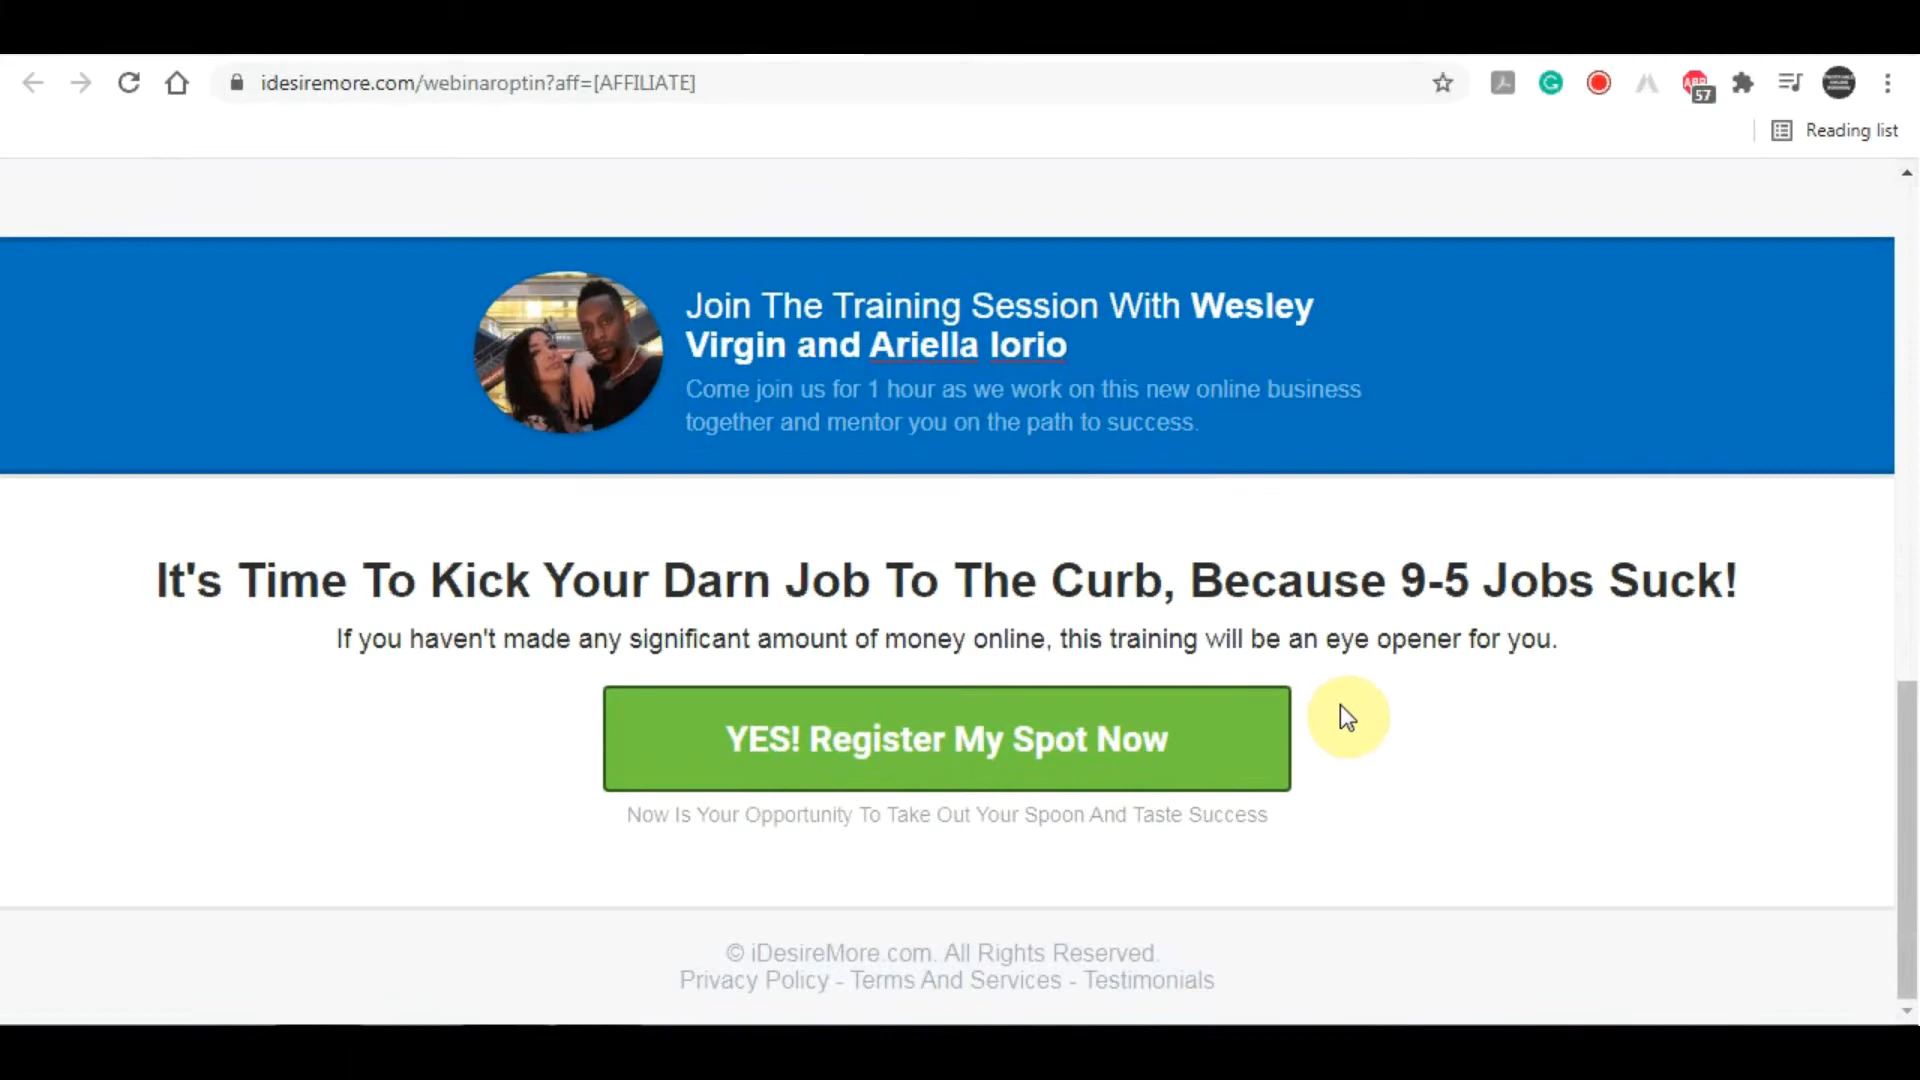 idesiremore.com/webinaroptin?aff=[AFFILIATE]
ABP
57
Reading list
Join The Training Session With Wesley
Virgin and Ariella Iorio
Come join us for 1 hour as we work on this new online business
together and mentor you on the path to success.
It's Time To Kick Your Darn Job To The Curb, Because 9-5 Jobs Suck!
If you haven't made any significant amount of money online, this training will be an eye opener for you.
YES! Register My Spot Now
Now Is Your Opportunity To Take Out Your Spoon And Taste Success
© iDesireMore.com. All Rights Reserved.
Privacy Policy - Terms And Services - Testimonials